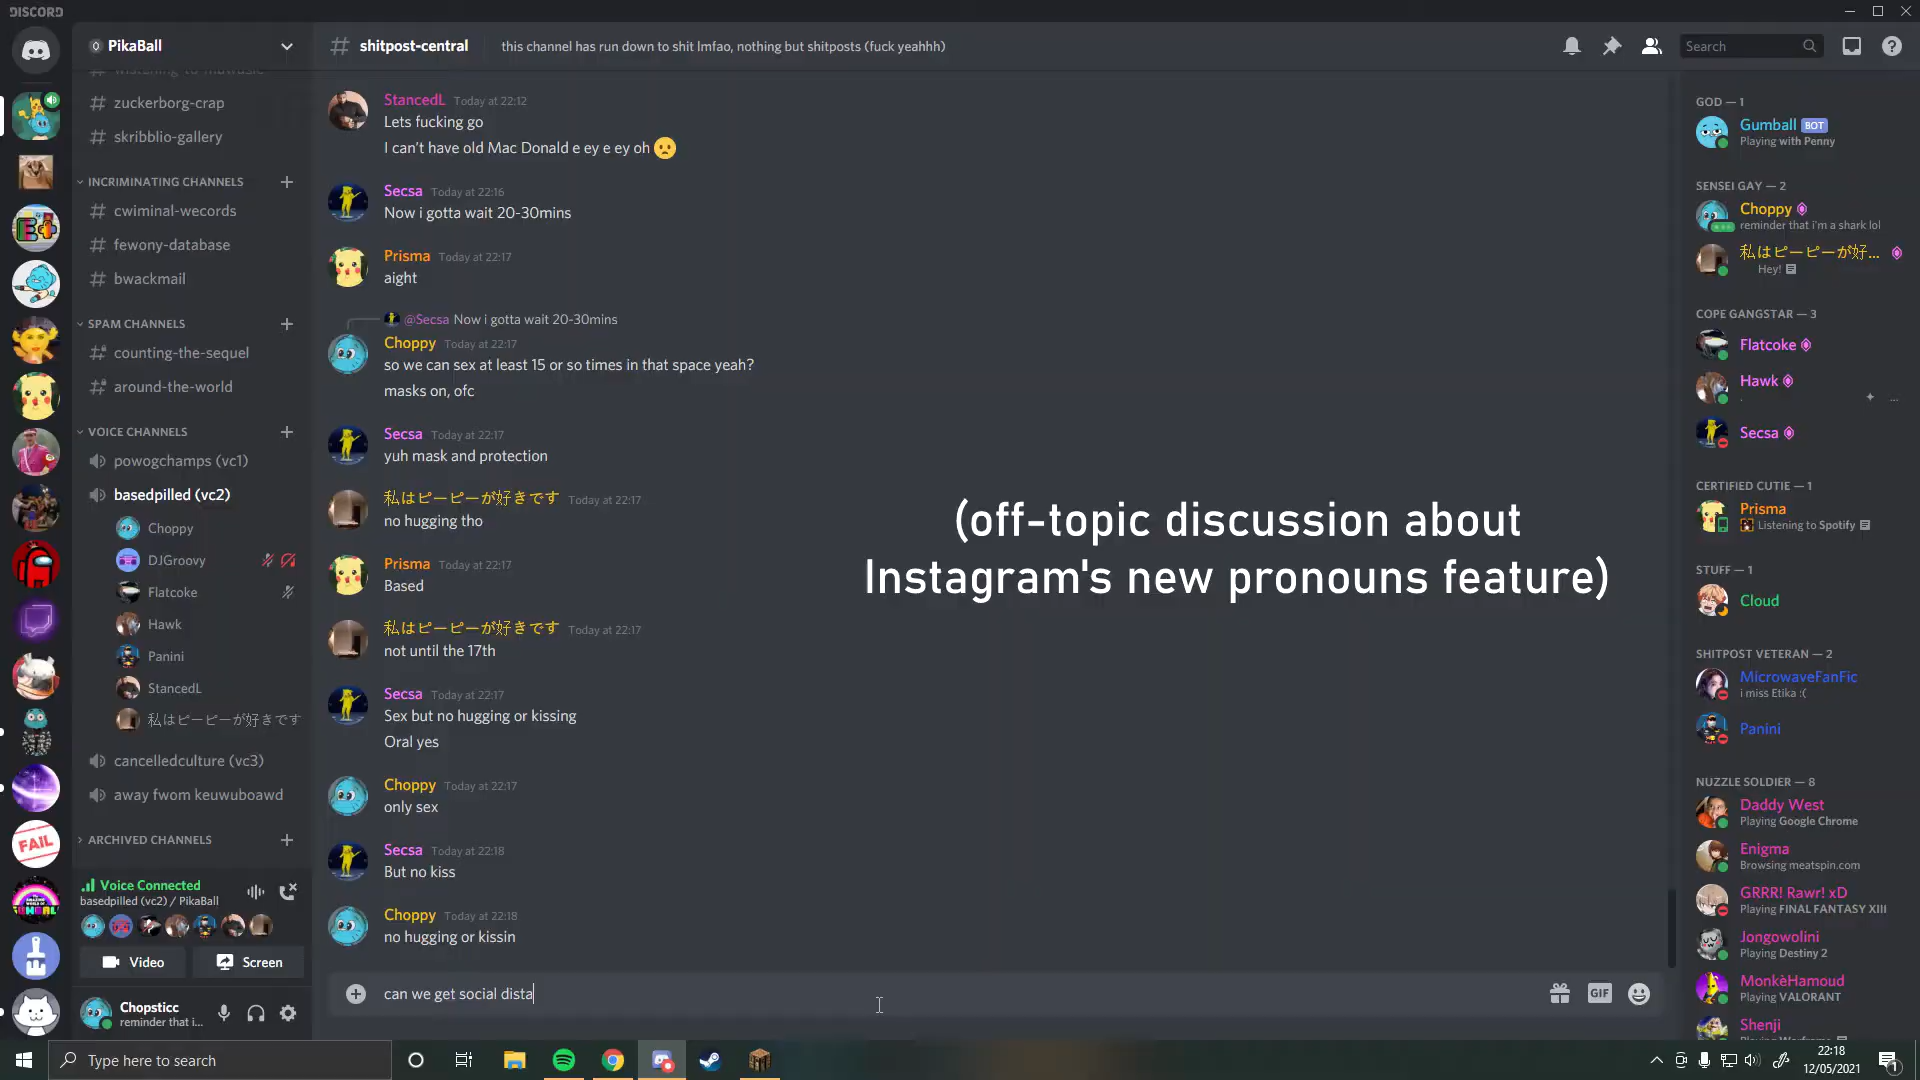 DISCORD
PikaBall
shitpost-central
this channel has run down to shit lmfao, nothing but shitposts (fuck yeahhh)
Search
zuckerborg-crap
skribblio-gallery
INCRIMINATING CHANNELS
cwiminal-wecords
fewony-database
bwackmail
SPAM CHANNELS
counting-the-sequel
around-the-world
VOICE CHANNELS
powogchamps (vc1)
basedpilled (vc2)
Choppy
DJGroovy
Flatcoke
Hawk
Panini
StancedL
私はピーピーが好きです
cancelledculture (vc3)
away fwom keuwuboawd
ARCHIVED CHANNELS
Voice Connected
basedpilled (vc2) / PikaBall
Video
Screen
Chopsticc
reminder that i...
StancedL Today at 22:12
Lets fucking go
I can't have old Mac Donald e ey e ey oh
Secsa Today at 22:16
Now i gotta wait 20-30mins
Prisma Today at 22:17
aight
@Secsa Now i gotta wait 20-30mins
Choppy Today at 22:17
so we can sex at least 15 or so times in that space yeah?
masks on, ofc
Secsa Today at 22:17
yuh mask and protection
私はピーピーが好きです Today at 22:17
no hugging tho
Prisma Today at 22:17
Based
私はピーピーが好きです Today at 22:17
not until the 17th
Secsa Today at 22:17
Sex but no hugging or kissing
Oral yes
Choppy Today at 22:17
only sex
Secsa Today at 22:18
But no kiss
Choppy Today at 22:18
no hugging or kissin
can we get social dista
GIF
(off-topic discussion about
Instagram's new pronouns feature)
GOD — 1
Gumball BOT
Playing with Penny
SENSEI GAY — 2
Choppy
reminder that i'm a shark lol
私はピーピーが好...
Hey!
COPE GANGSTAR — 3
Flatcoke
Hawk
. ...
Secsa
CERTIFIED CUTIE — 1
Prisma
Listening to Spotify
STUFF — 1
Cloud
SHITPOST VETERAN — 2
MicrowaveFanFic
i miss Etika :(
Panini
NUZZLE SOLDIER — 8
Daddy West
Playing Google Chrome
Enigma
Browsing meatspin.com
GRRR! Rawr! xD
Playing FINAL FANTASY XIII
Jongowolini
Playing Destiny 2
MonkèHamoud
Playing VALORANT
Shenji
FAIL
Type here to search
22:18
12/05/2021
1